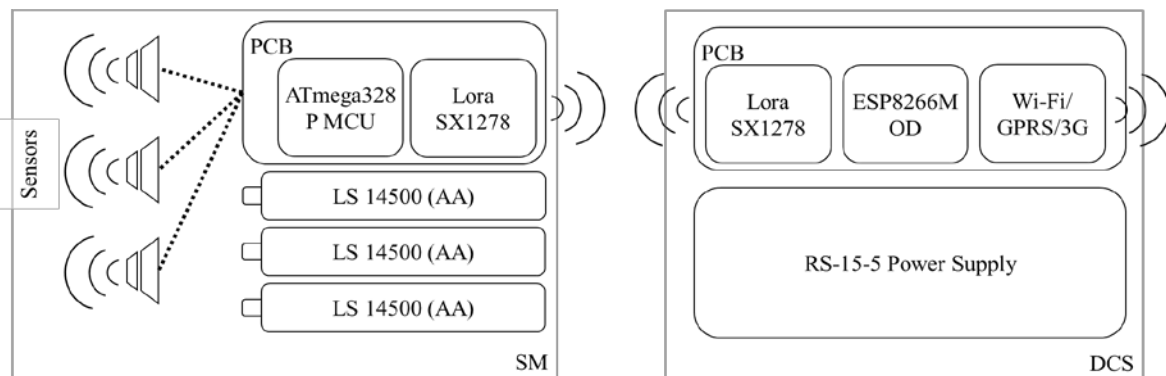 Sensors
PCB
ATmega328
P MCU
Lora
SX1278
LS 14500 (AA)
LS 14500 (AA)
LS 14500 (AA)
SM
PCB
Lora
SX1278
ESP8266M
OD
Wi-Fi/
GPRS/3G
RS-15-5 Power Supply
DCS